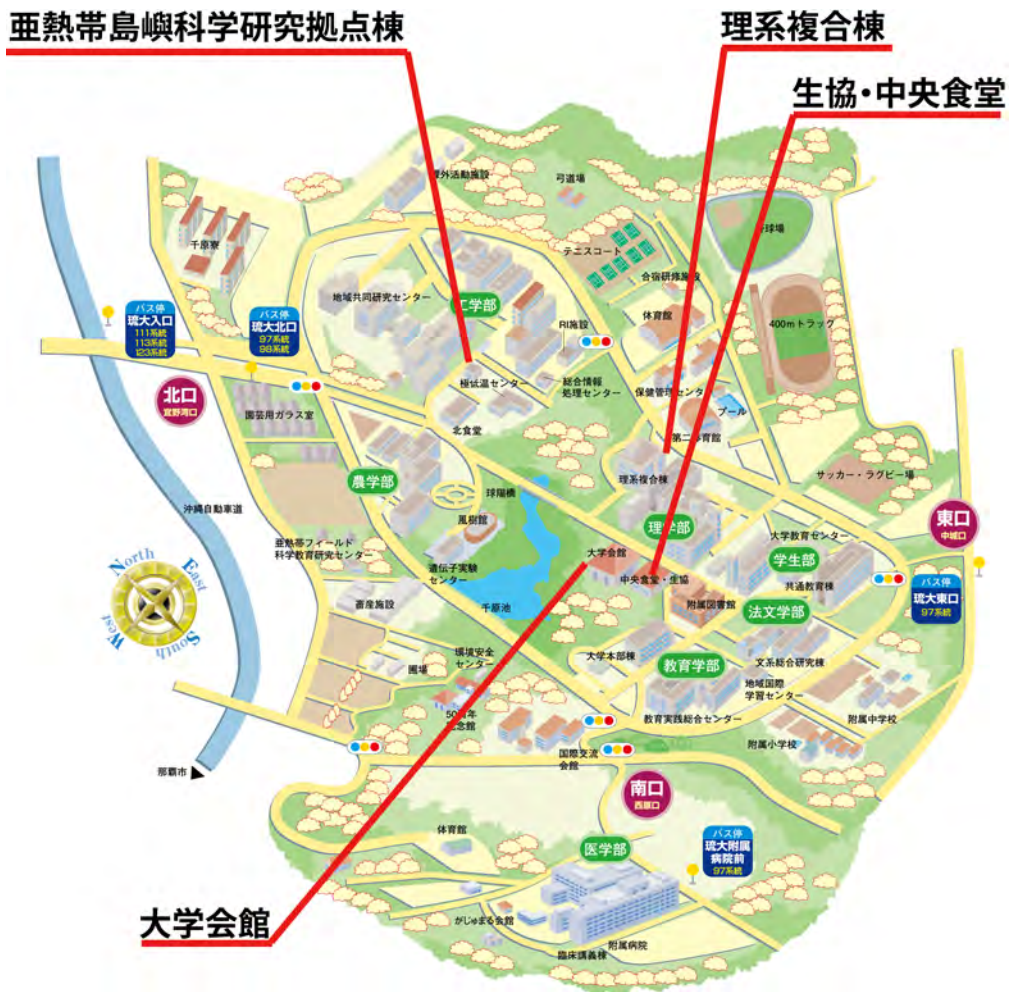 亜熱帯島嶼科学研究拠点棟
理系複合棟
生協・中央食堂
課外活動施設
弓道場
千原寮
テニスコート
野球場
合宿研修施設
地域共同研究センター
工学部
RI施設
体育館
400mトラック
バス停
琉大入口
111系統
113系統
123系統
バス停
琉大北口
97系統
98系統
極低温センター
総合情報
処理センター
保健管理センター
プール
北口
宜野湾口
園芸用ガラス室
北食堂
第二体育館
農学部
球陽橋
理系複合棟
サッカー・ラグビー場
沖縄自動車道
風樹館
理学部
大学教育センター
東口
中城口
亜熱帯フィールド
科学教育研究センター
遺伝子実験
センター
大学会館
学生部
共通教育棟
バス停
琉大東口
97系統
中央食堂・生協
North
East
West
South
畜産施設
千原池
附属図書館
法文学部
大学本部棟
文系総合研究棟
環境安全
センター
圃場
教育学部
地域国際
学習センター
50周年
記念館
教育実践総合センター
附属中学校
附属小学校
国際交流
会館
那覇市
南口
西原口
体育館
医学部
バス停
琉大附属
病院前
97系統
がじゅまる会館
大学会館
附属病院
臨床講義棟